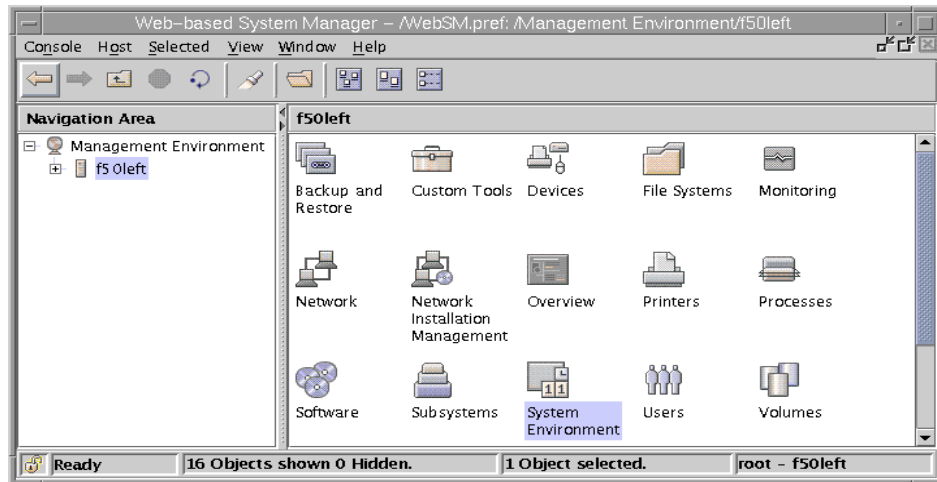 Web-based System Manager - /WebSM.pref: /Management Environment/f50left
Console Host Selected View Window Help
Navigation Area
f50left
Management Environment
f50left
Backup and Restore
Custom Tools
Devices
File Systems
Monitoring
Network
Network Installation Management
Overview
Printers
Processes
Software
Subsystems
11
System Environment
Users
Volumes
Ready
16 Objects shown 0 Hidden.
1 Object selected.
root - f50left